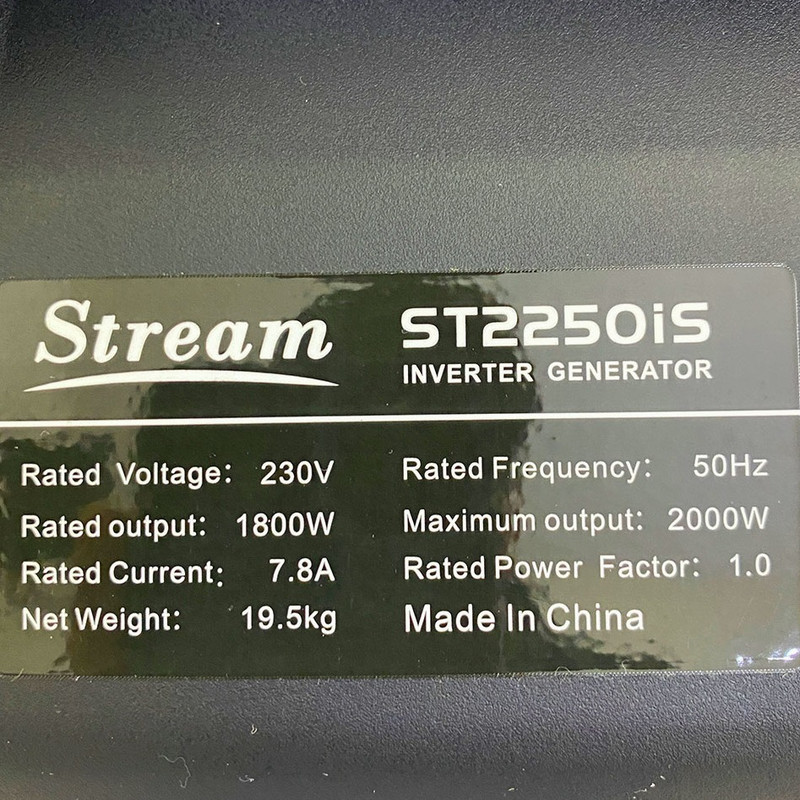 Stream
ST2250iS
INVERTER GENERATOR
Rated Voltage: 230V
Rated output: 1800W
Rated Current: 7.8A
Net Weight: 19.5kg
Rated Frequency: 50Hz
Maximum output: 2000W
Rated Power Factor: 1.0
Made In China